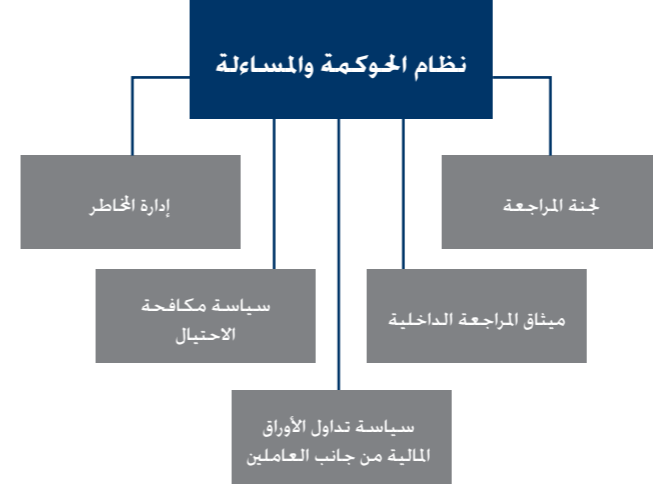 نظام الحوكمة والمساءلة
لجنة المراجعة
إدارة المخاطر
ميثاق المراجعة الداخلية
سياسة مكافحة
الاحتيال
سياسة تداول الأوراق
المالية من جانب العاملين